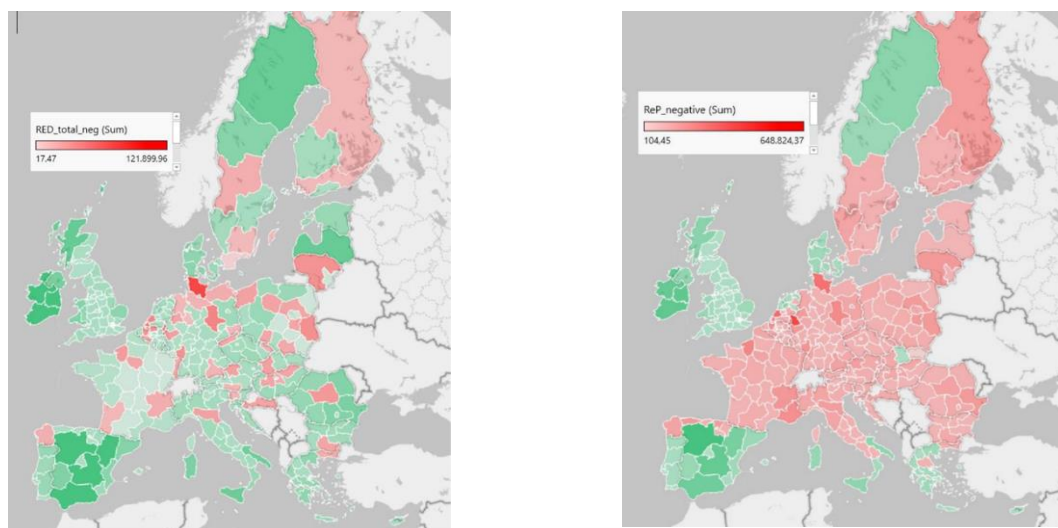 RED_total_neg (Sum)
17.47 121.899.96
ReP_negative (Sum)
104,45 648.824,37